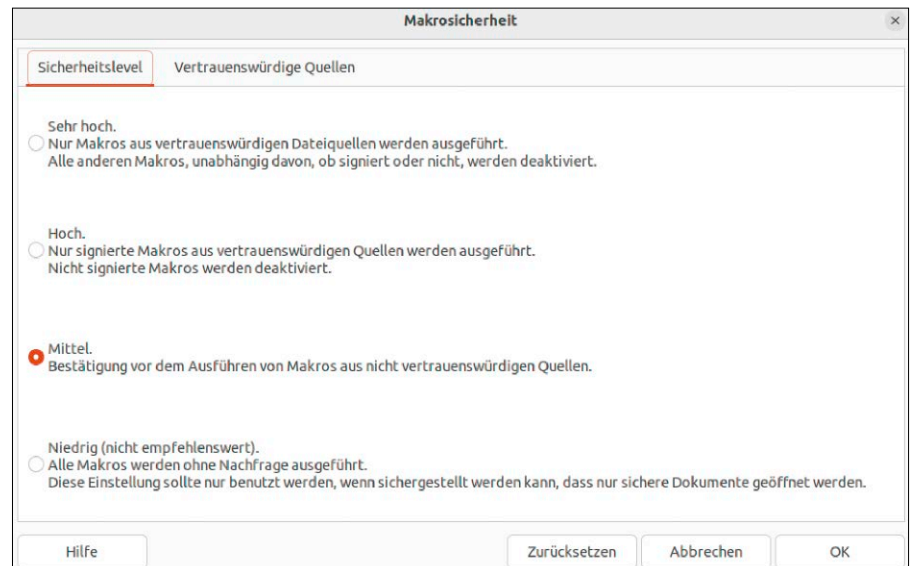 Makrosicherheit
Sicherheitslevel
Vertrauenswürdige Quellen
Sehr hoch.
Nur Makros aus vertrauenswürdigen Dateiquellen werden ausgeführt.
Alle anderen Makros, unabhängig davon, ob signiert oder nicht, werden deaktiviert.
Hoch.
Nur signierte Makros aus vertrauenswürdigen Quellen werden ausgeführt.
Nicht signierte Makros werden deaktiviert.
Mittel.
Bestätigung vor dem Ausführen von Makros aus nicht vertrauenswürdigen Quellen.
Niedrig (nicht empfehlenswert).
Alle Makros werden ohne Nachfrage ausgeführt.
Diese Einstellung sollte nur benutzt werden, wenn sichergestellt werden kann, dass nur sichere Dokumente geöffnet werden.
Hilfe
Zurücksetzen
Abbrechen
OK